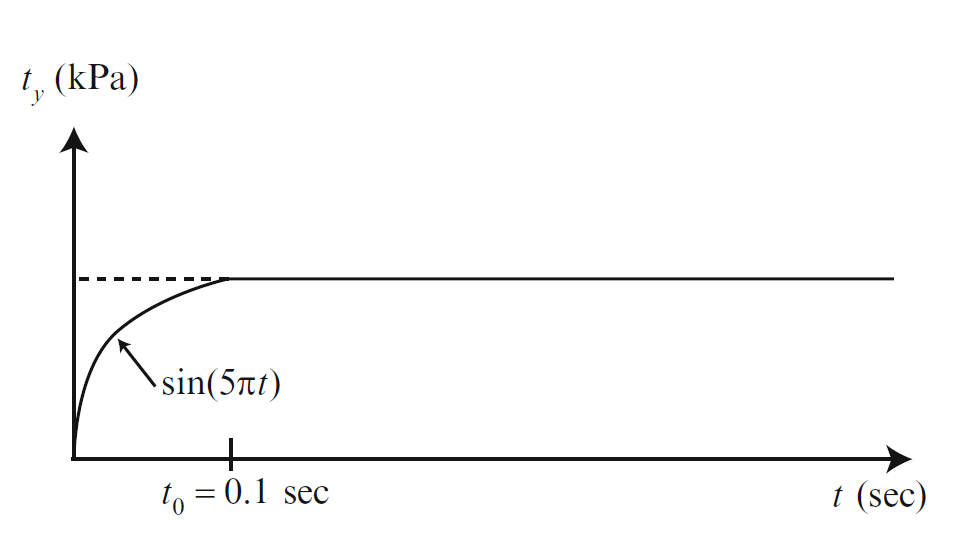 t_y (kPa)
sin(5πt)
t_0 = 0.1 sec
t (sec)